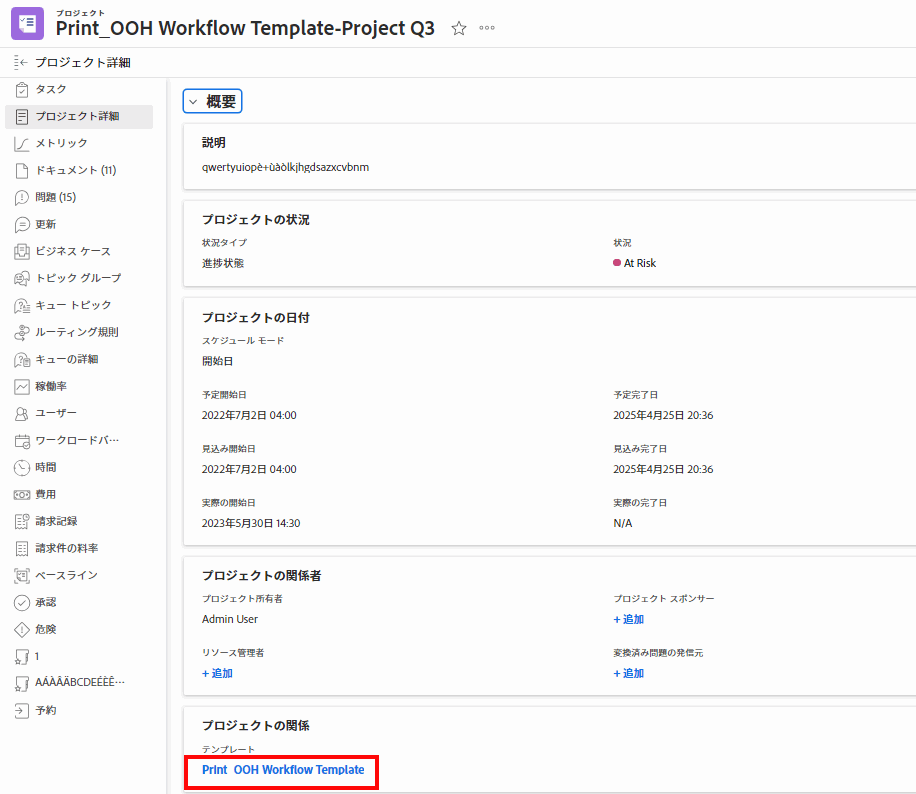 プロジェクト
Print_OOH Workflow Template-Project Q3
プロジェクト詳細
タスク
プロジェクト詳細
メトリック
ドキュメント (11)
問題 (15)
更新
ビジネス ケース
トピック グループ
キュー トピック
ルーティング規則
キューの詳細
稼働率
ユーザー
ワークロードバ…
時間
費用
請求記録
請求件の料率
ベースライン
承認
危険
1
AÁÀÂÄBCDEÉÈÊ…
予約
概要
説明
qwertyuiopè+ùàòlkjhgdsazxcvbnm
プロジェクトの状況
状況タイプ
状況
進捗状態
At Risk
プロジェクトの日付
スケジュール モード
開始日
予定開始日
予定完了日
2022年7月2日 04:00
2025年4月25日 20:36
見込み開始日
見込み完了日
2022年7月2日 04:00
2025年4月25日 20:36
実際の開始日
実際の完了日
2023年5月30日 14:30
N/A
プロジェクトの関係者
プロジェクト所有者
プロジェクト スポンサー
Admin User
+ 追加
リソース管理者
変換済み問題の発信元
+ 追加
+ 追加
プロジェクトの関係
テンプレート
Print_OOH Workflow Template